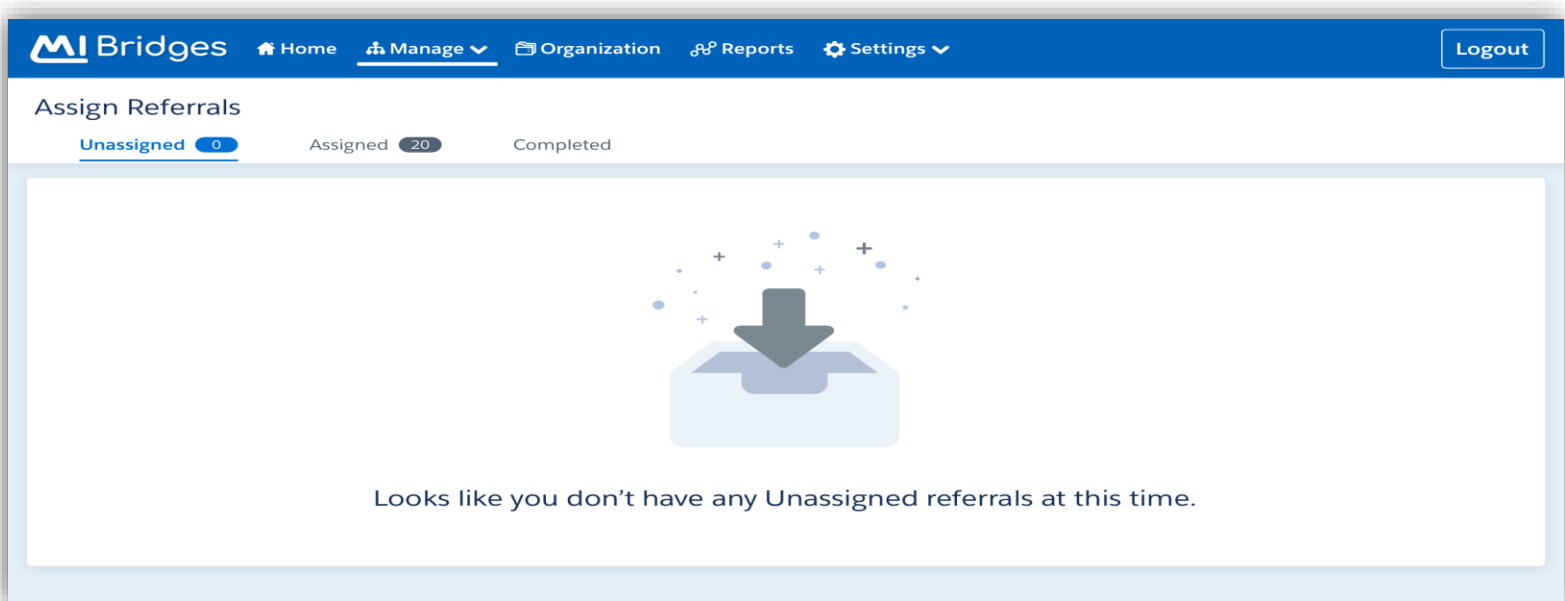 MI Bridges Home Manage Organization Reports Settings Logout
Assign Referrals
Unassigned 0 Assigned 20 Completed
Looks like you don’t have any Unassigned referrals at this time.